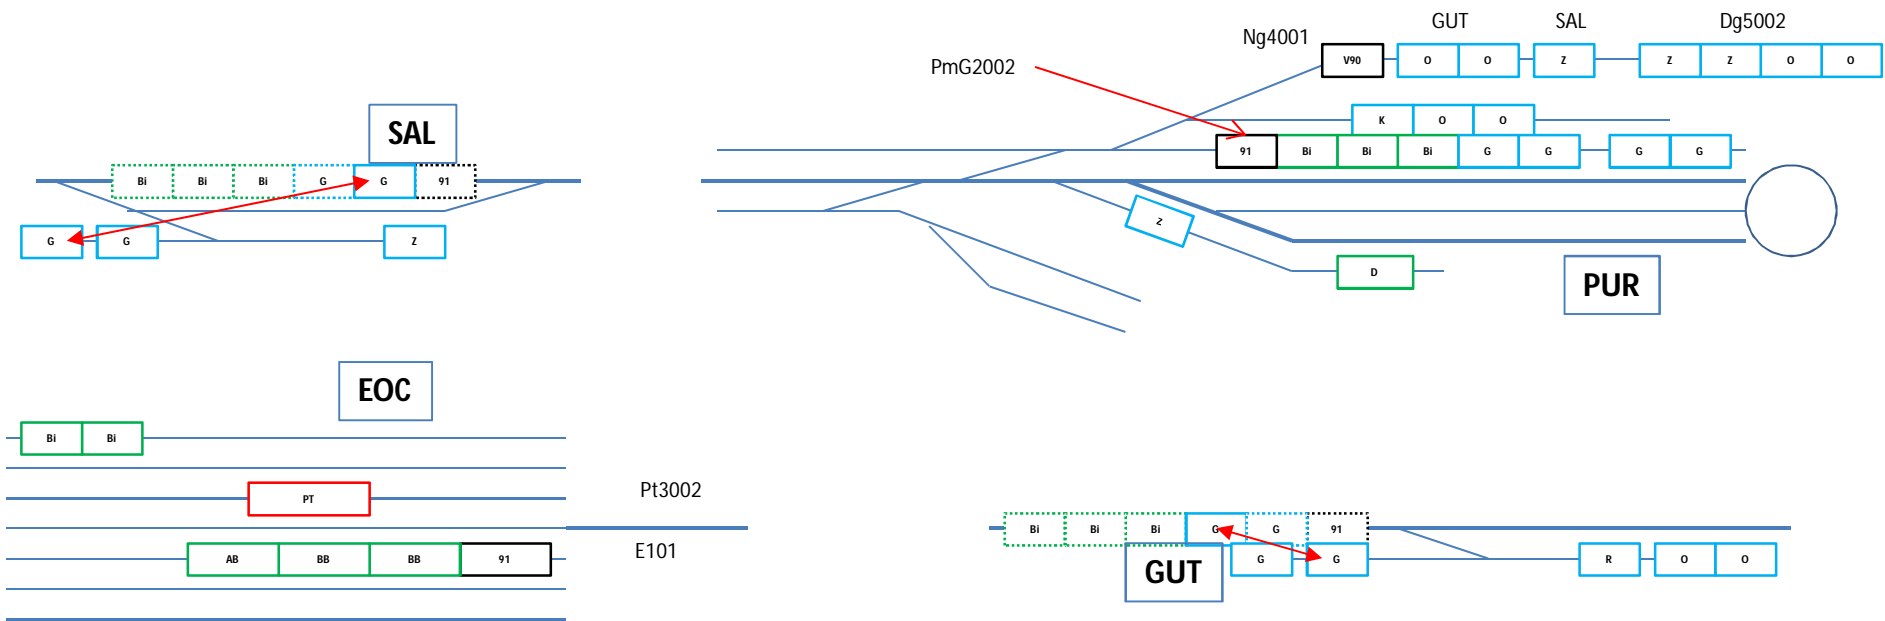 GUT SAL Dg5002
Ng4001
V90 O O Z Z Z O O
PmG2002
K O O
91 Bi Bi Bi G G G G
Z
D
PUR
SAL
Bi Bi Bi G G 91
G G Z
EOC
Bi Bi
PT
Pt3002
AB BB BB 91
E101
Bi Bi Bi G G 91
G G R O O
GUT